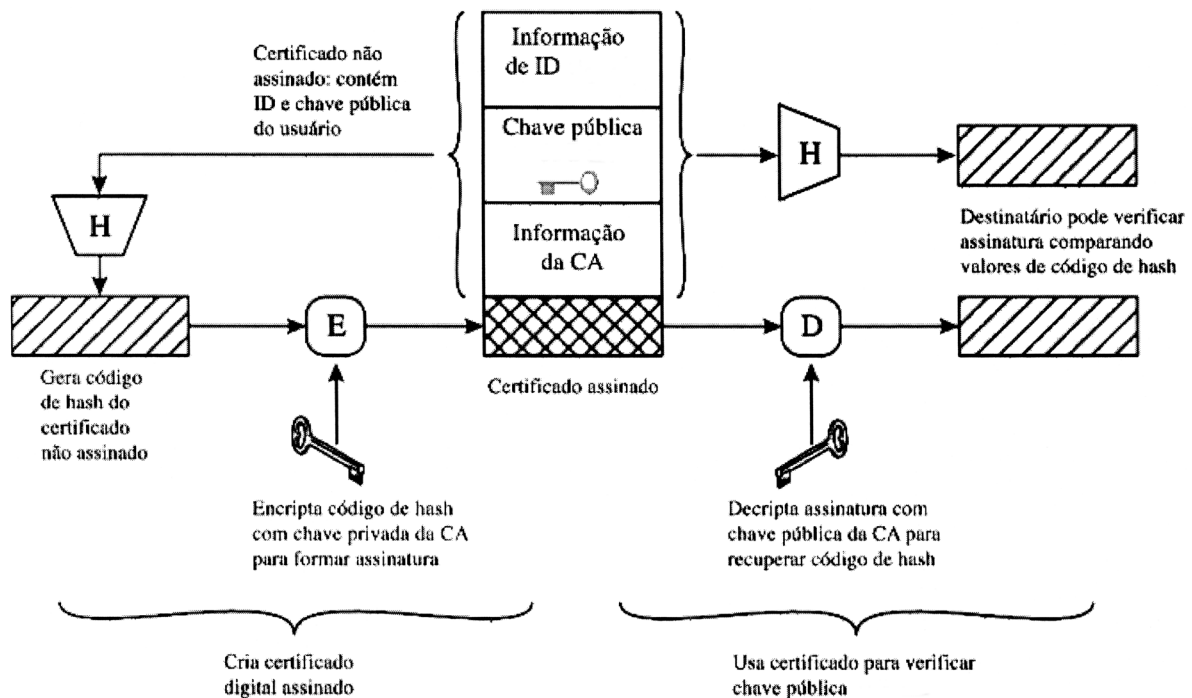 Certificado não
assinado: contém
ID e chave pública
do usuário
Informação
de ID
Chave pública
Informação
da CA
H
H
Destinatário pode verificar
assinatura comparando
valores de código de hash
E
D
Gera código
de hash do
certificado
não assinado
Certificado assinado
Encripta código de hash
com chave privada da CA
para formar assinatura
Decripta assinatura com
chave pública da CA para
recuperar código de hash
Cria certificado
digital assinado
Usa certificado para verificar
chave pública